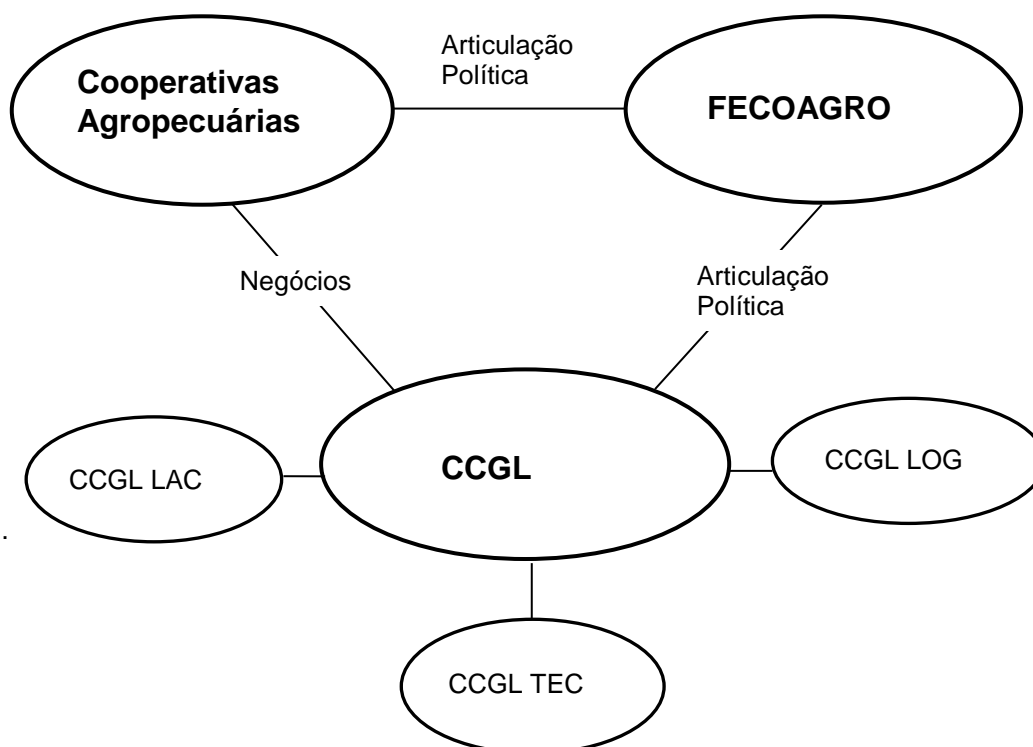 Articulação
Política
Cooperativas
Agropecuárias
FECOAGRO
Negócios
Articulação
Política
CCGL
CCGL LAC
CCGL LOG
.
CCGL TEC